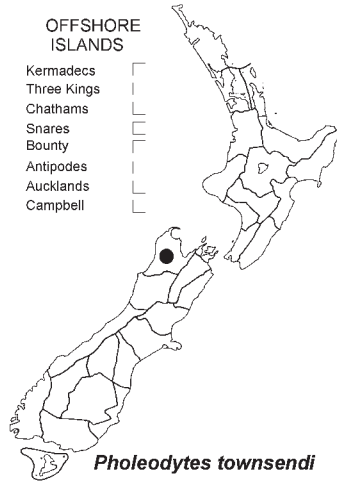 OFFSHORE
ISLANDS
Kermadecs
Three Kings
Chathams
Snares
Bounty
Antipodes
Aucklands
Campbell
Pholeodytes townsendi